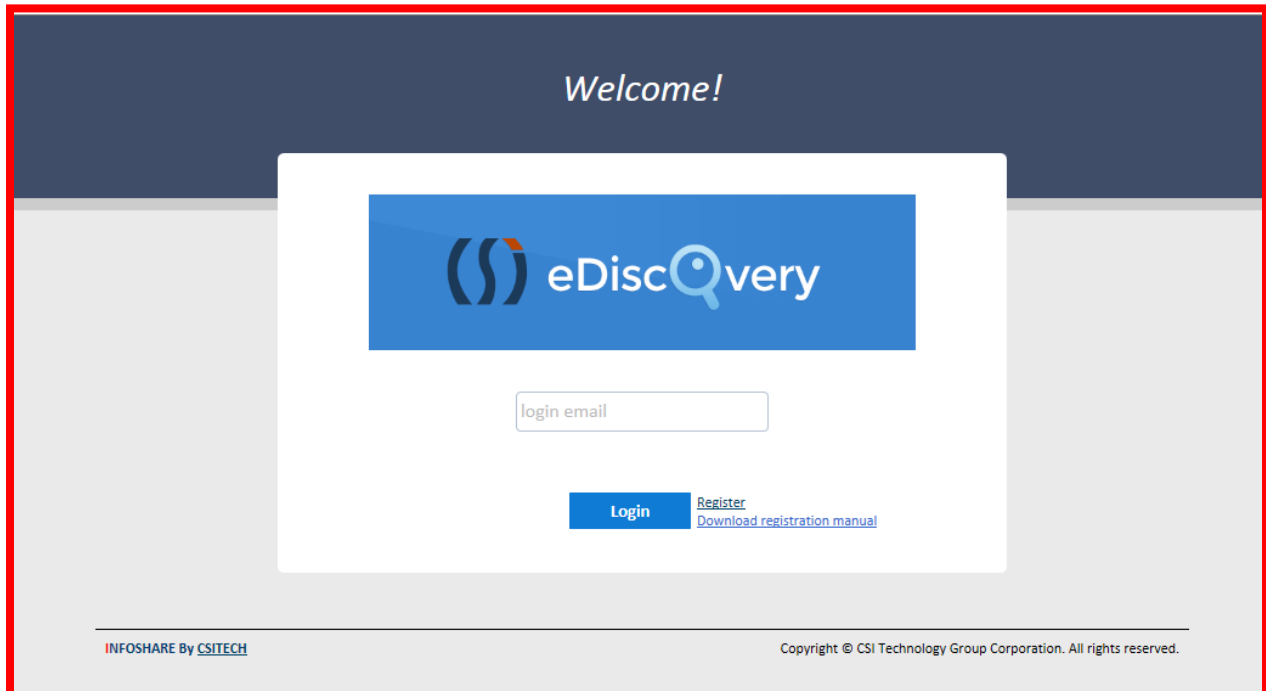 Welcome!
CSi eDiscovery
login email
Login
Register
Download registration manual
INFOSHARE By CSITECH
Copyright © CSI Technology Group Corporation. All rights reserved.